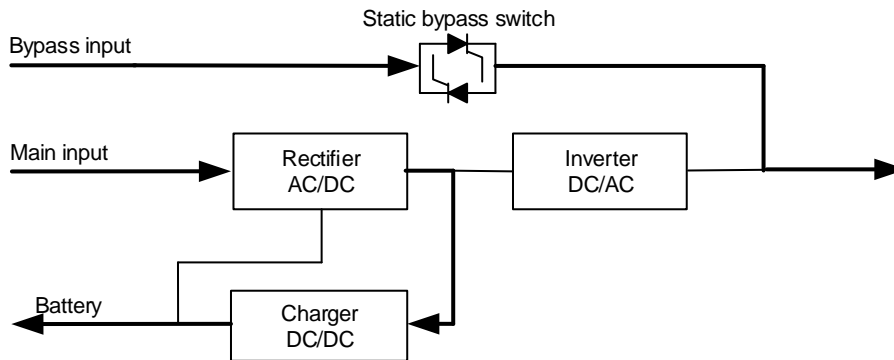 Static bypass switch
Bypass input
Main input
Rectifier
AC/DC
Inverter
DC/AC
Battery
Charger
DC/DC